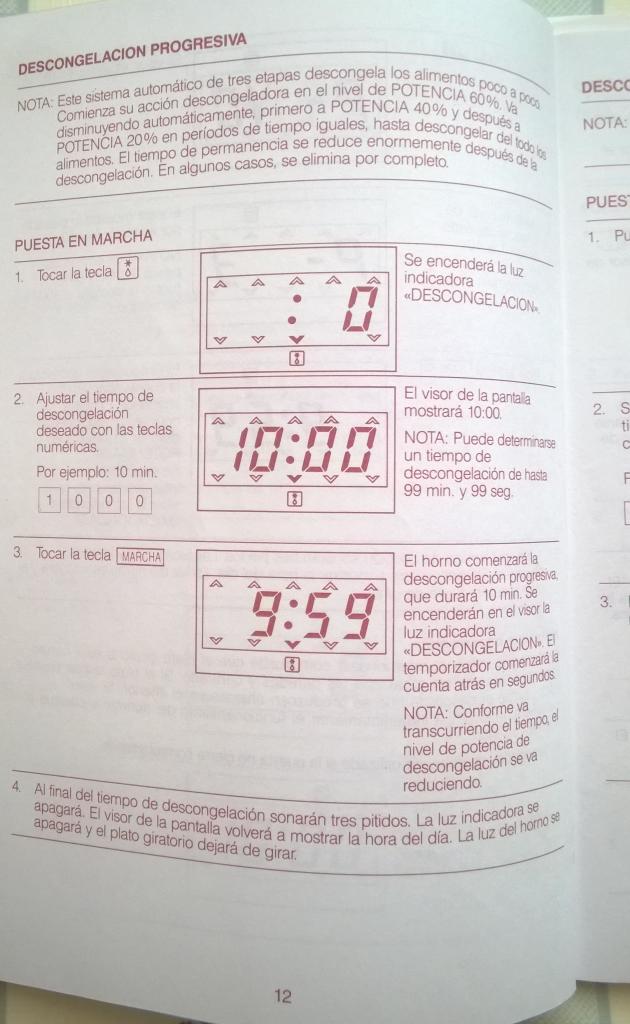 DESCONGELACION PROGRESIVA
NOTA: Este sistema automático de tres etapas descongela los alimentos poco a poco.
Comienza su acción descongeladora en el nivel de POTENCIA 60%. Va
disminuyendo automáticamente, primero a POTENCIA 40% y después a
POTENCIA 20% en períodos de tiempo iguales, hasta descongelar del todo los
alimentos. El tiempo de permanencia se reduce enormemente después de la
descongelación. En algunos casos, se elimina por completo.
PUESTA EN MARCHA
1. Tocar la tecla
: 0
Se encenderá la luz
indicadora
«DESCONGELACION».
2. Ajustar el tiempo de
descongelación
deseado con las teclas
numéricas.
Por ejemplo: 10 min.
1 0 0 0
10:00
El visor de la pantalla
mostrará 10:00.
NOTA: Puede determinarse
un tiempo de
descongelación de hasta
99 min. y 99 seg.
3. Tocar la tecla MARCHA
9:59
El horno comenzará la
descongelación progresiva,
que durará 10 min. Se
encenderán en el visor la
luz indicadora
«DESCONGELACION». El
temporizador comenzará la
cuenta atrás en segundos.
NOTA: Conforme va
transcurriendo el tiempo, el
nivel de potencia de
descongelación se va
reduciendo.
4. Al final del tiempo de descongelación sonarán tres pitidos. La luz indicadora se
apagará. El visor de la pantalla volverá a mostrar la hora del día. La luz del horno se
apagará y el plato giratorio dejará de girar.
12
DESCO
NOTA:
PUEST
1. Pu
2. S
3.